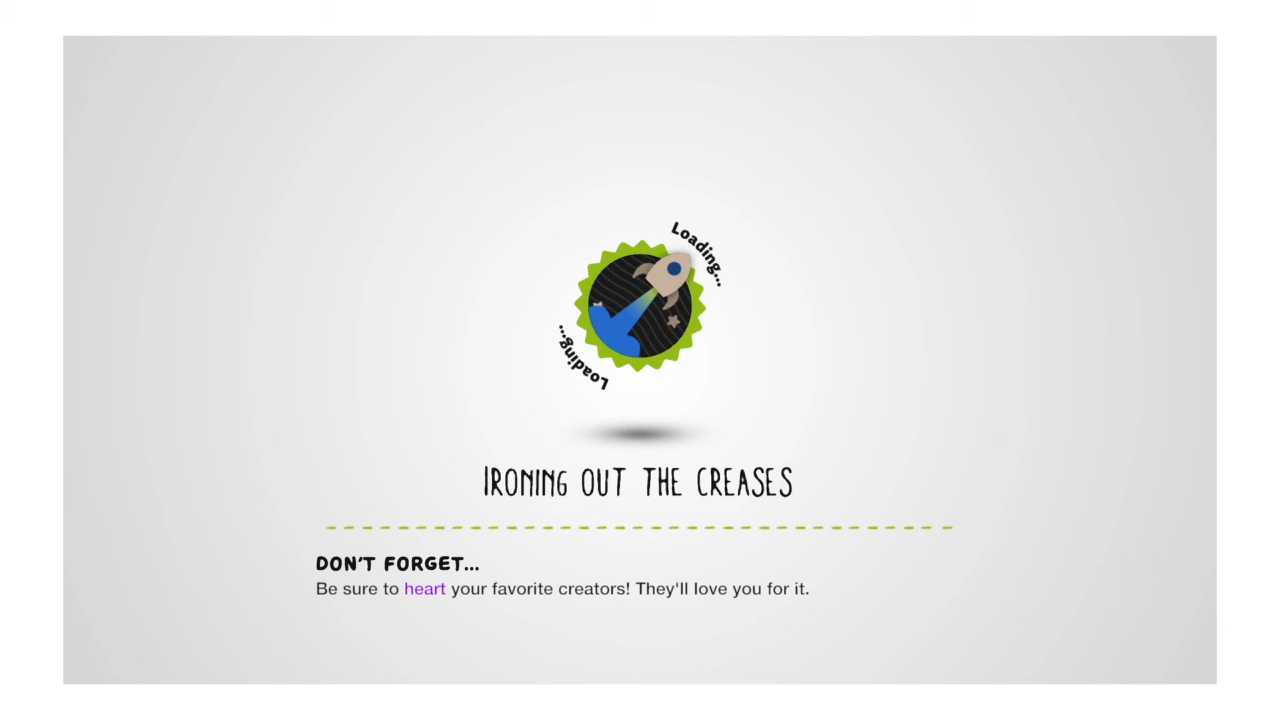 Loading...
Loading...
IRONING OUT THE CREASES
DON'T FORGET...
Be sure to heart your favorite creators! They'll love you for it.